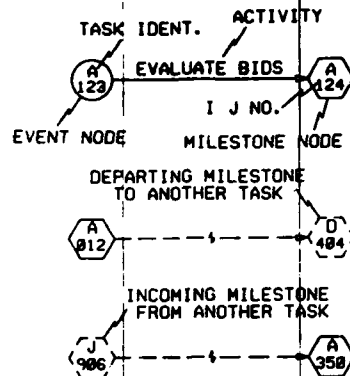 ACTIVITY
TASK IDENT.
A
123
EVALUATE BIDS
A
124
I J NO.
EVENT NODE
MILESTONE NODE
DEPARTING MILESTONE
TO ANOTHER TASK
A
012
D
404
INCOMING MILESTONE
FROM ANOTHER TASK
J
906
A
350